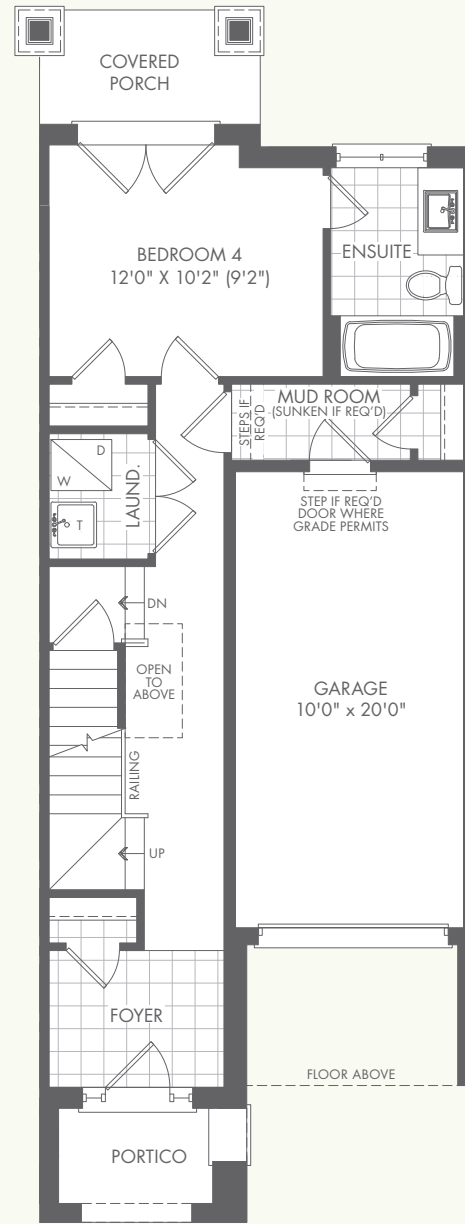 COVERED
PORCH
BEDROOM 4
12'0" X 10'2" (9'2")
ENSUITE
MUD ROOM
(SUNKEN IF REQ'D)
STEPS IF
REQ'D
D
W
T
LAUND.
STEP IF REQ'D
DOOR WHERE
GRADE PERMITS
DN
OPEN
TO
ABOVE
GARAGE
10'0" x 20'0"
RAILING
UP
FOYER
FLOOR ABOVE
PORTICO